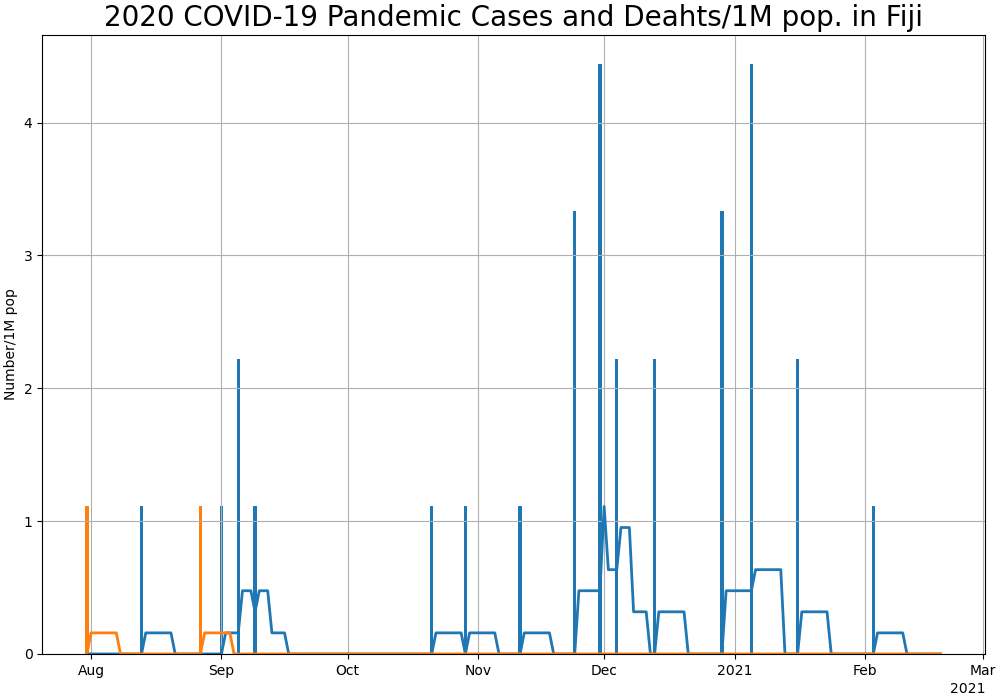 2020 COVID-19 Pandemic Cases and Deahts/1M pop. in Fiji
Number/1M pop
4
3
2
1
0
Aug Sep Oct Nov Dec 2021 Feb Mar
2021